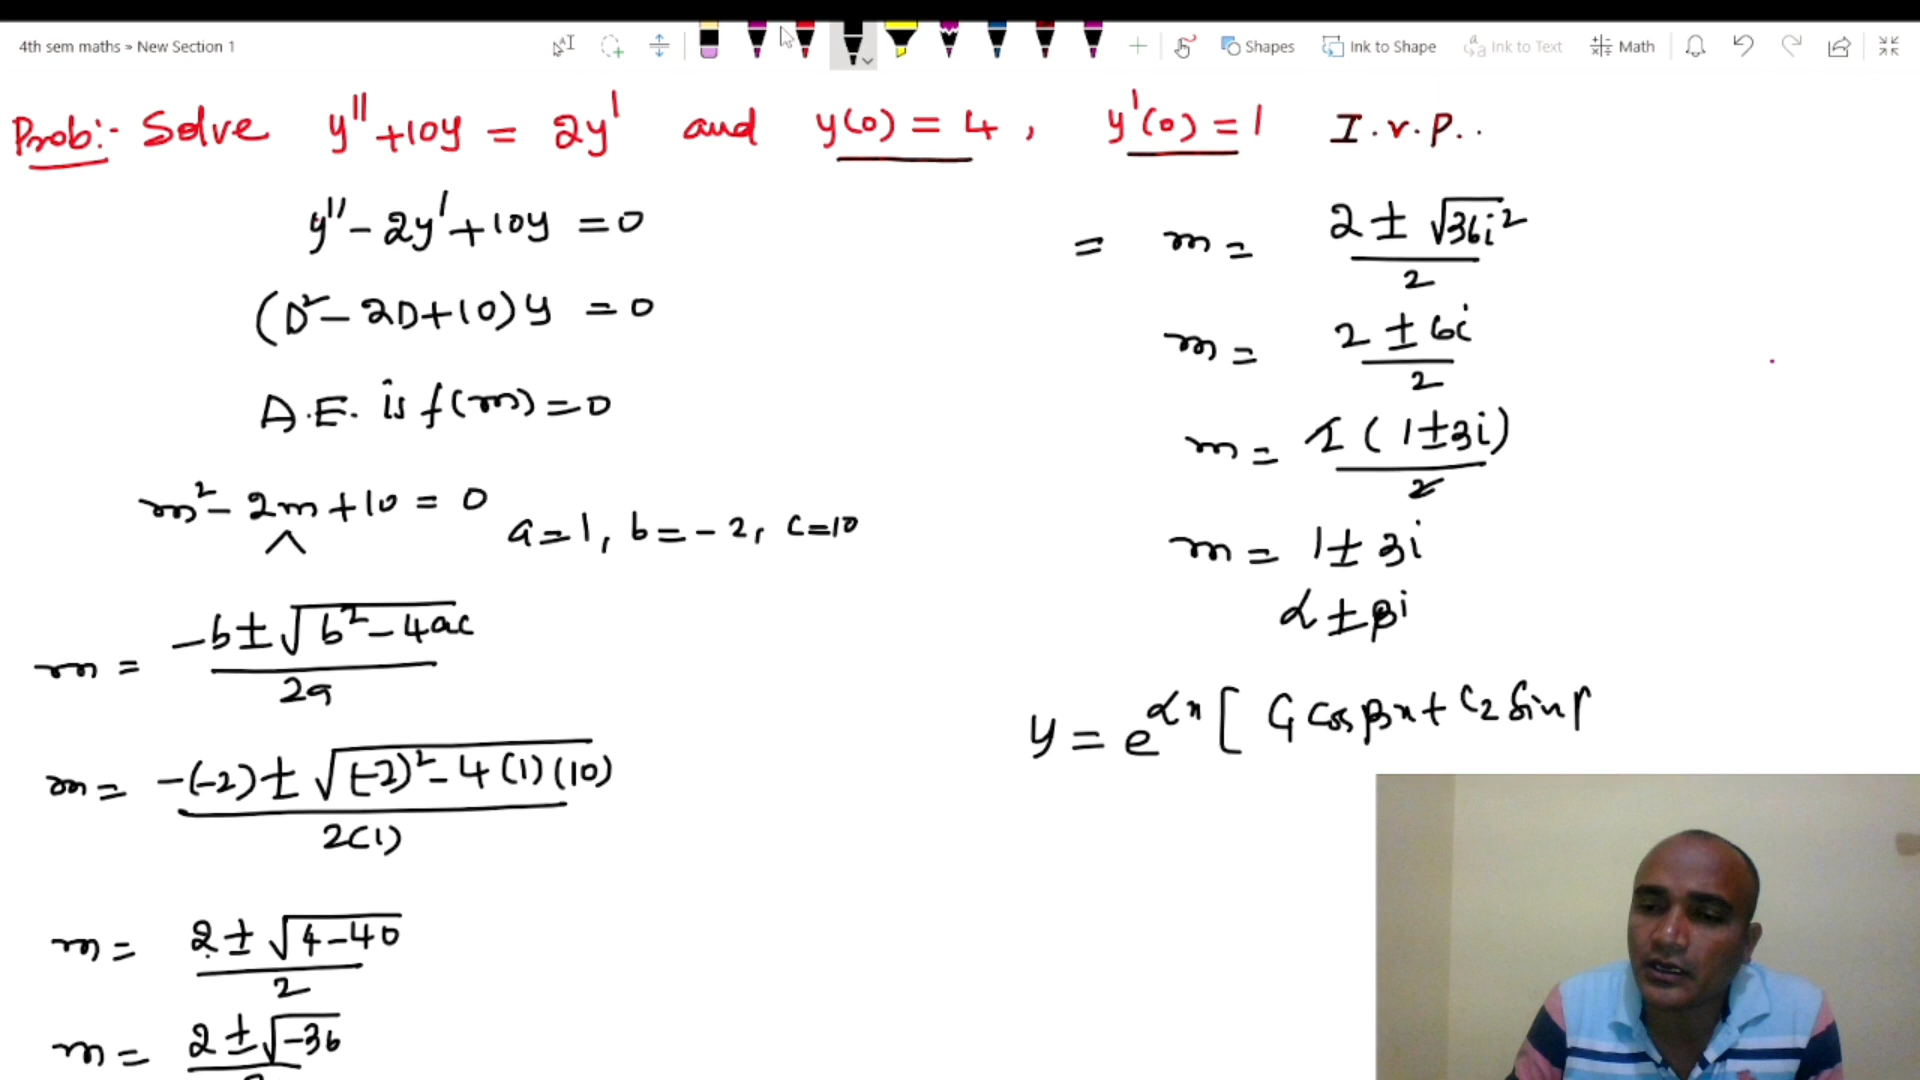 4th sem maths » New Section 1
Shapes
Ink to Shape
Ink to Text
Math
Prob:- Solve y'' + 10y = 2y' and y(0) = 4, y'(0) = 1 I.V.P..
y'' - 2y' + 10y = 0
(D² - 2D + 10) y = 0
A.E. is f(m) = 0
m² - 2m + 10 = 0
a = 1, b = -2, c = 10
m = (-b ± √(b² - 4ac)) / 2a
m = (-(-2) ± √((-2)² - 4(1)(10))) / 2(1)
m = (2 ± √(4 - 40)) / 2
m = (2 ± √-36
= m = (2 ± √36i²) / 2
m = (2 ± 6i) / 2
m = 2(1 ± 3i) / 2
m = 1 ± 3i
α ± βi
y = e^αx [ C1 cos βx + C2 Sin